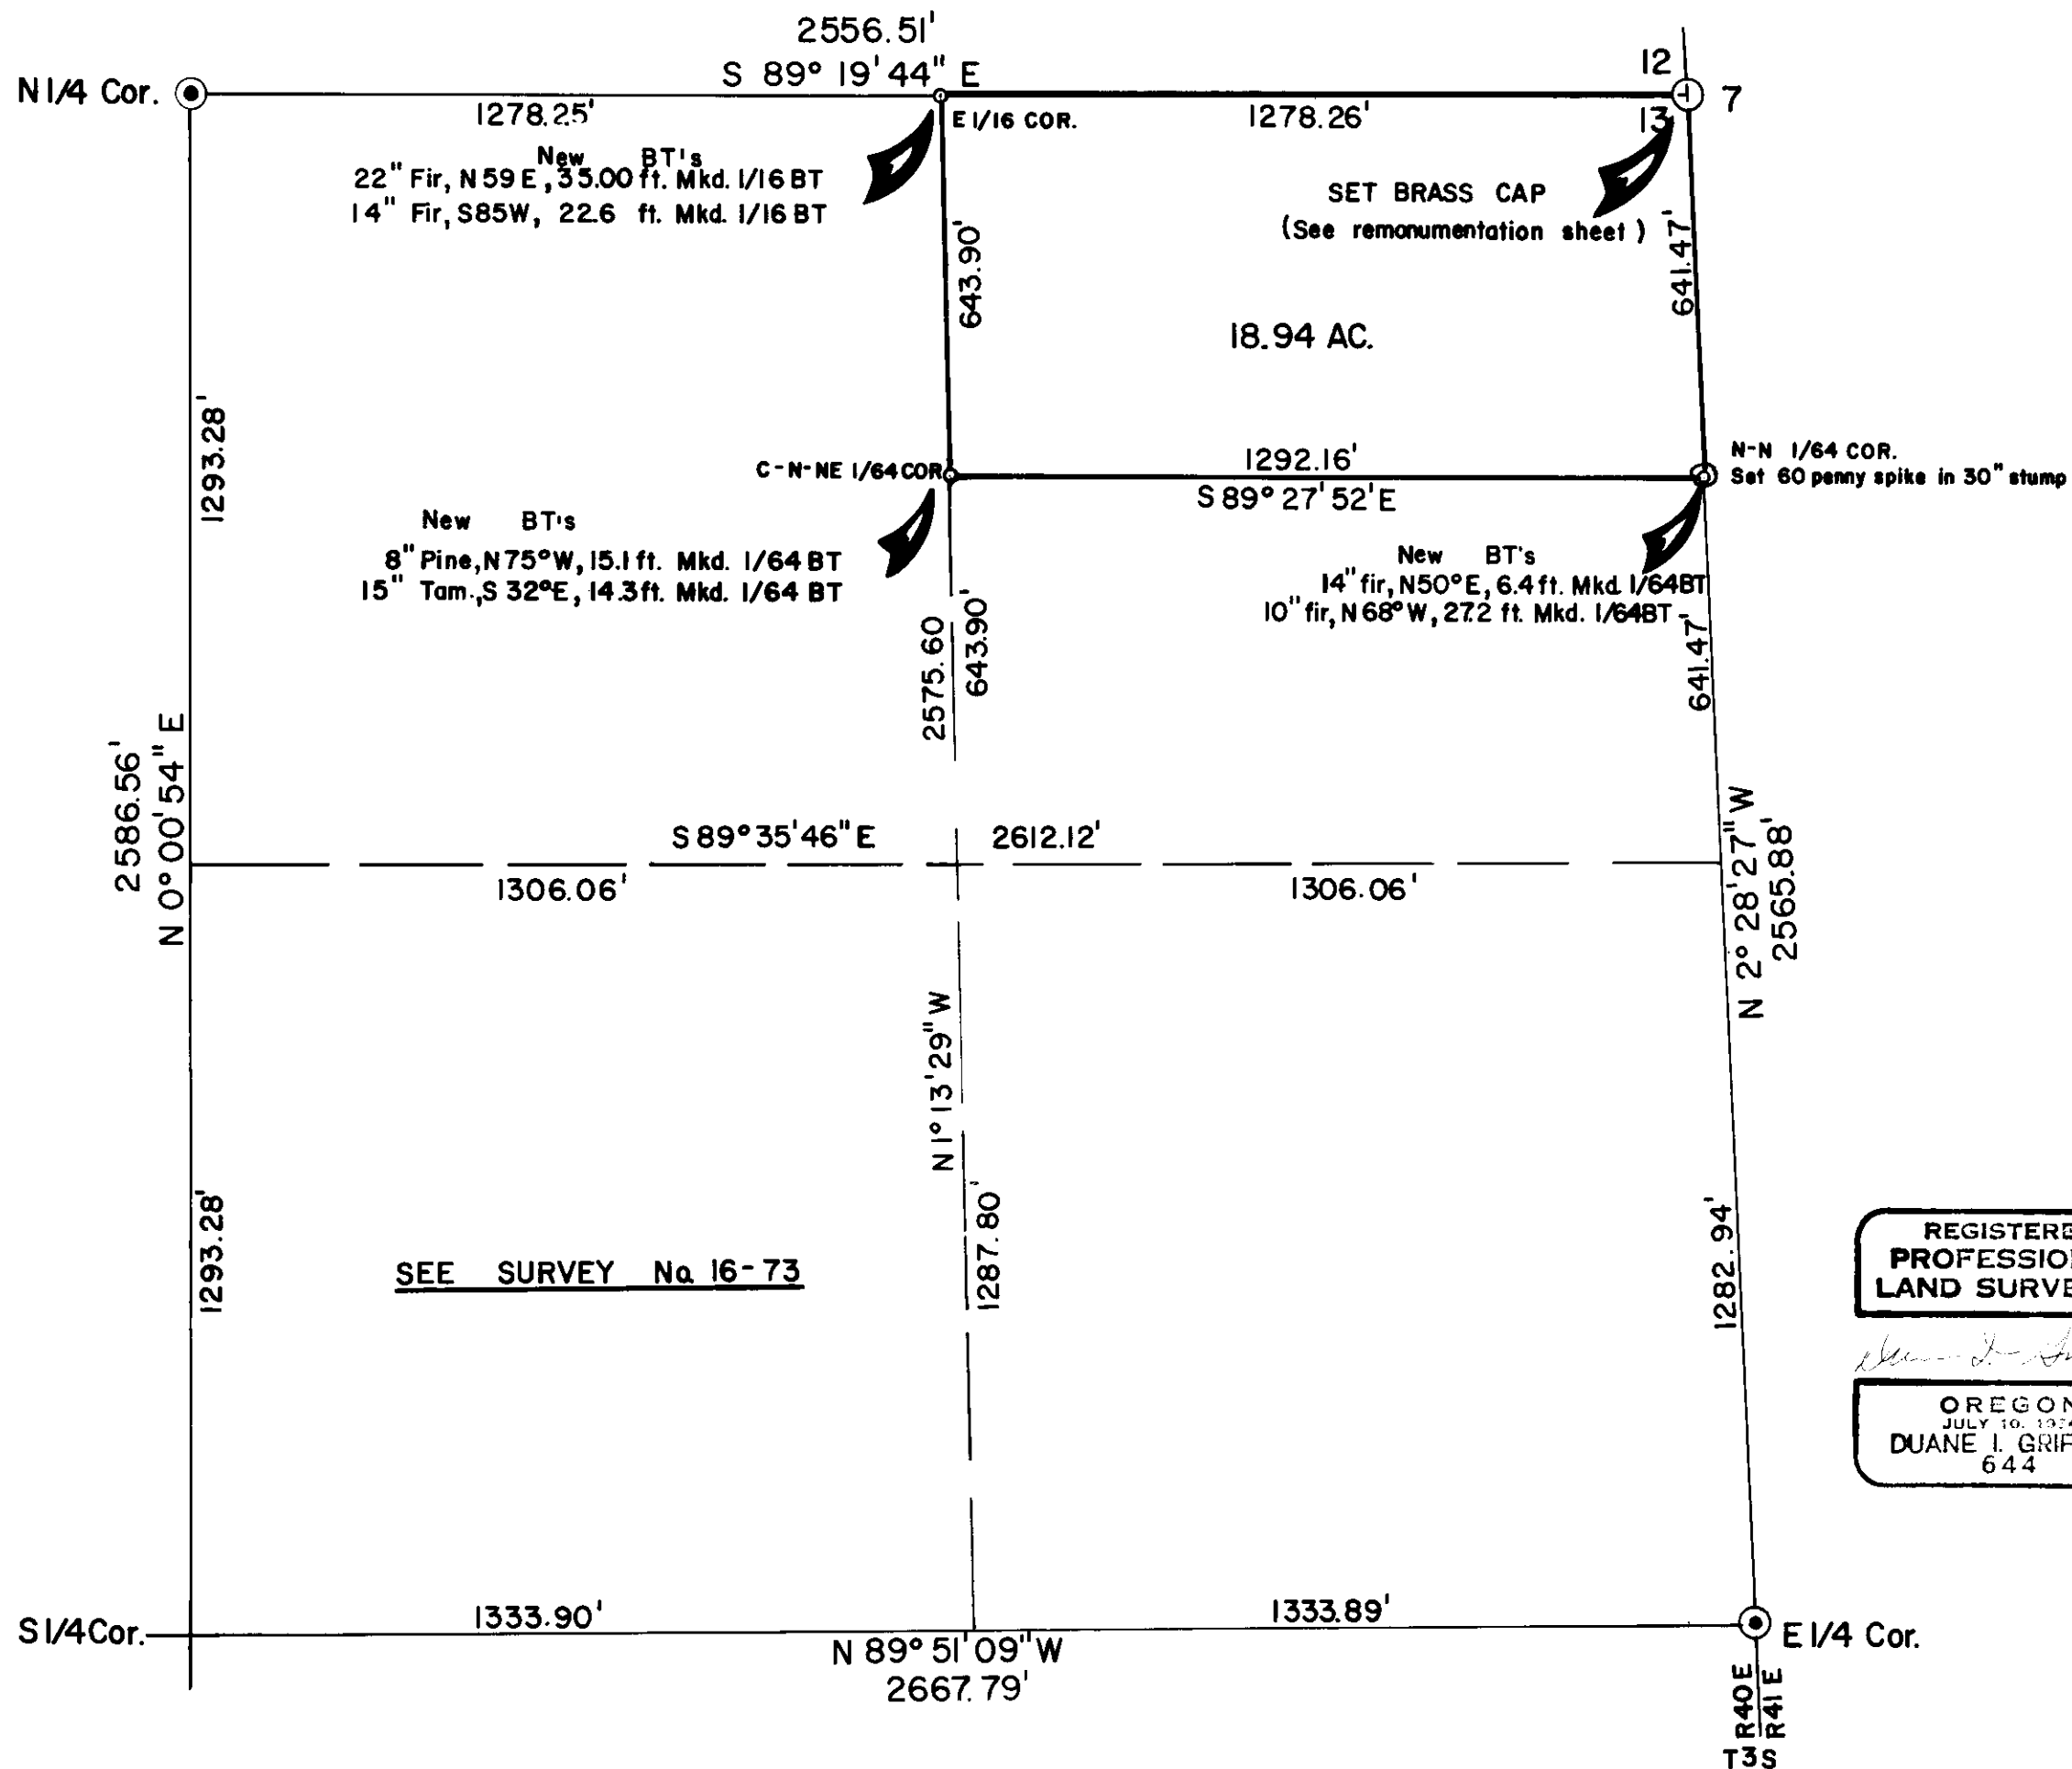 2556.51'
S 89° 19' 44" E
N 1/4 Cor.
1278.25'
E 1/16 COR.
1278.26'
12
7
13
New BT's
22" Fir, N 59 E, 35.00 ft. Mkd. 1/16 BT
14" Fir, S85W, 22.6 ft. Mkd. 1/16 BT
SET BRASS CAP
(See remonumentation sheet)
643.90'
641.47'
18.94 AC.
1293.28'
C-N-NE 1/64 COR
1292.16'
S 89° 27' 52' E
N-N 1/64 COR.
Set 60 penny spike in 30" stump
New BT's
8" Pine, N 75° W, 15.1 ft. Mkd. 1/64 BT
15" Tam., S 32° E, 14.3 ft. Mkd. 1/64 BT
New BT's
14" fir, N50° E, 6.4 ft. Mkd. 1/64BT
10" fir, N 68° W, 27.2 ft. Mkd. 1/64BT
2575.60
643.90'
641.47'
2586.56'
N 0° 00' 54" E
S 89° 35' 46" E
2612.12'
1306.06'
1306.06'
N 2° 28' 27" W
2565.88'
N 1° 13' 29" W
1293.28'
1287.80'
1282.94'
SEE SURVEY No. 16-73
REGISTERE
PROFESSIO
LAND SURVE
OREGON
JULY 10, 19
DUANE I. GRIF
644
S 1/4 Cor.
1333.90'
1333.89'
E 1/4 Cor.
N 89° 51' 09" W
2667.79'
R40E
R41E
T3S